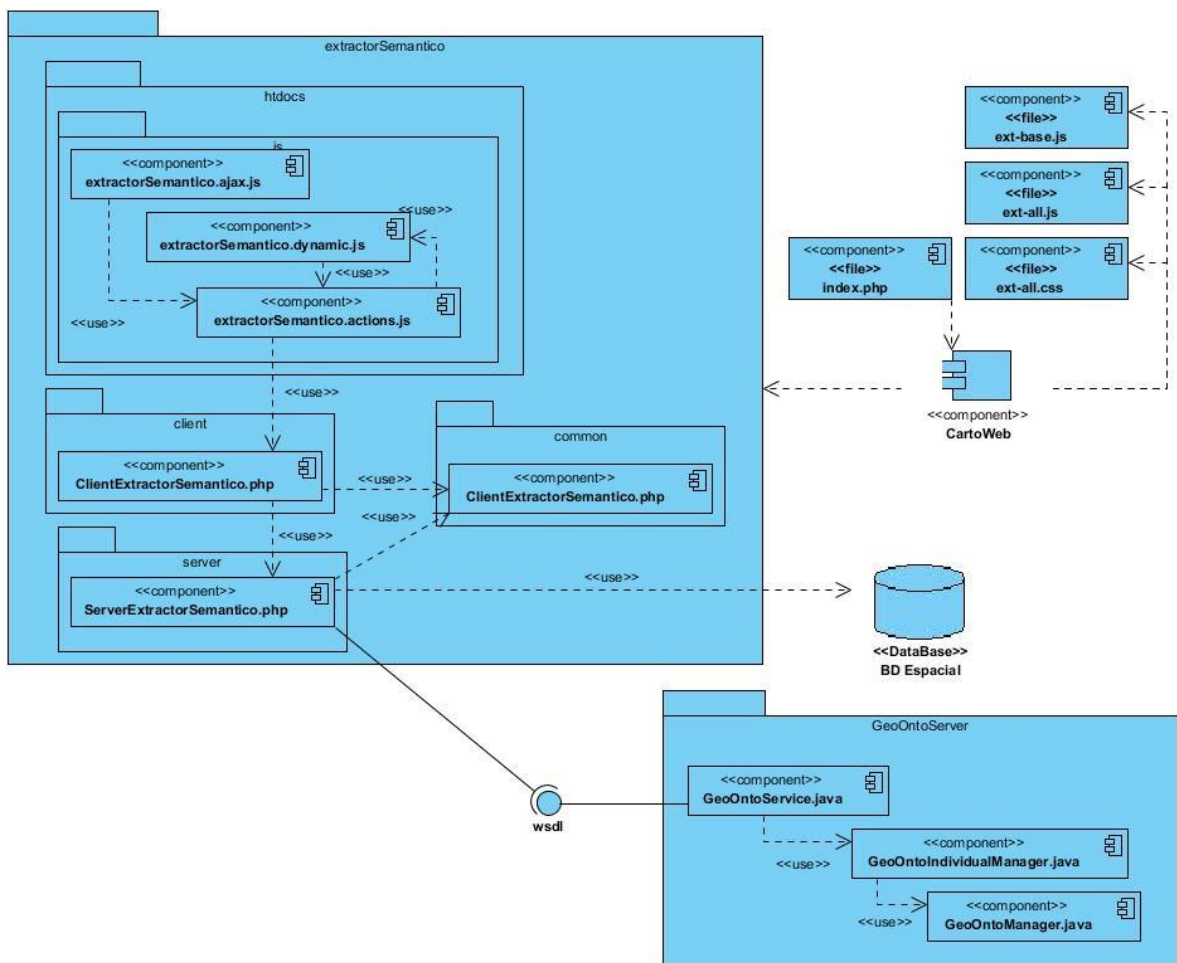 extractorSemantico
htdocs
js
<<component>>
extractorSemantico.ajax.js
<<use>>
<<component>>
extractorSemantico.dynamic.js
<<use>>
<<component>>
extractorSemantico.actions.js
<<use>>
<<use>>
client
<<component>>
ClientExtractorSemantico.php
<<use>>
common
<<component>>
ClientExtractorSemantico.php
<<use>>
<<use>>
server
<<component>>
ServerExtractorSemantico.php
<<use>>
<<component>>
<<file>>
ext-base.js
<<component>>
<<file>>
ext-all.js
<<component>>
<<file>>
index.php
<<component>>
<<file>>
ext-all.css
<<component>>
CartoWeb
<<DataBase>>
BD Espacial
GeoOntoServer
wsdl
<<component>>
GeoOntoService.java
<<use>>
<<component>>
GeoOntoIndividualManager.java
<<use>>
<<component>>
GeoOntoManager.java